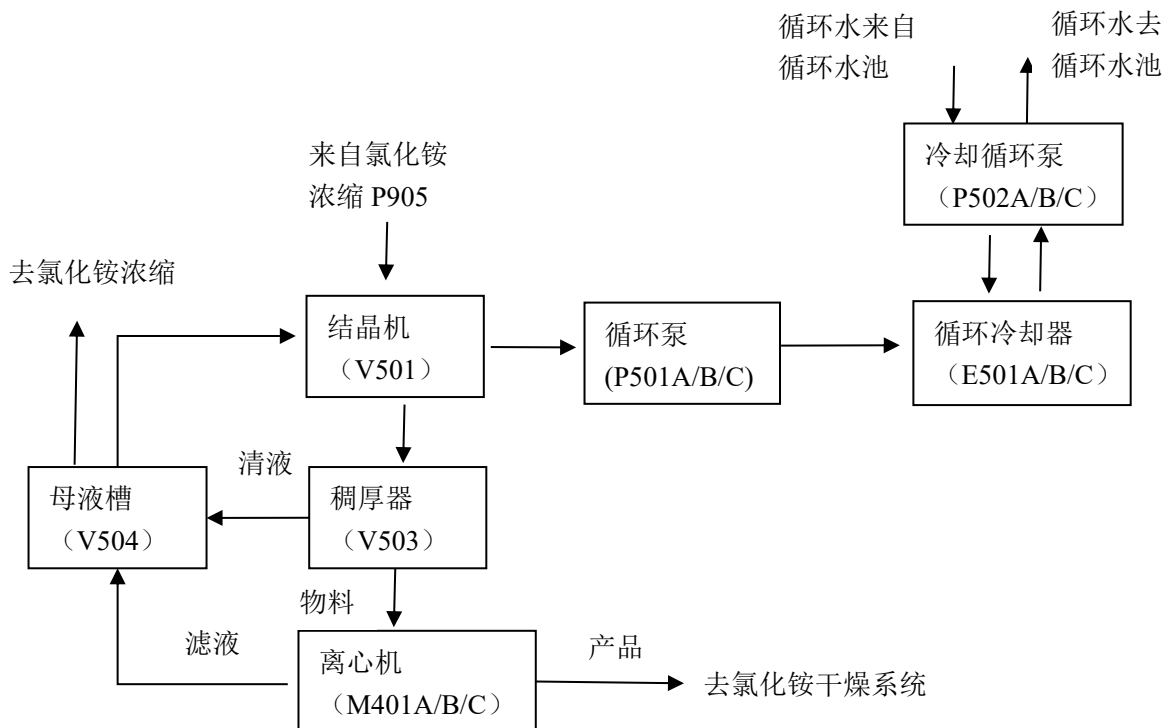 循环水来自
循环水池
循环水去
循环水池
冷却循环泵
（P502A/B/C）
来自氯化铵
浓缩 P905
去氯化铵浓缩
结晶机
（V501）
循环泵
(P501A/B/C)
循环冷却器
（E501A/B/C）
清液
母液槽
（V504）
稠厚器
（V503）
物料
滤液
离心机
（M401A/B/C）
产品
去氯化铵干燥系统